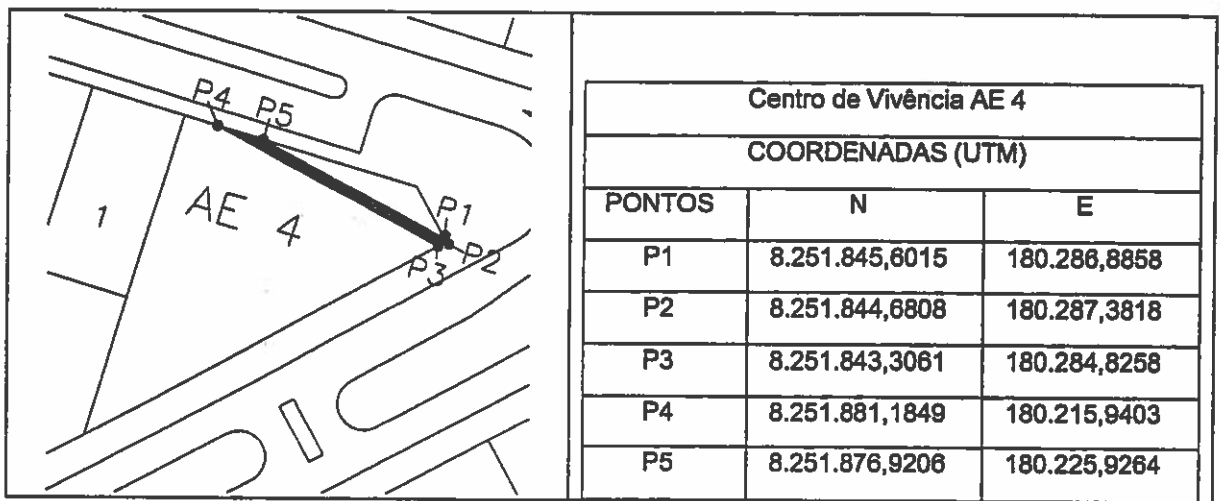 P4
P5
AE 4
1
P1
P2
P3
Centro de Vivência AE 4
COORDENADAS (UTM)
PONTOS N E
P1 8.251.845,6015 180.286,8858
P2 8.251.844,6808 180.287,3818
P3 8.251.843,3061 180.284,8258
P4 8.251.881,1849 180.215,9403
P5 8.251.876,9206 180.225,9264